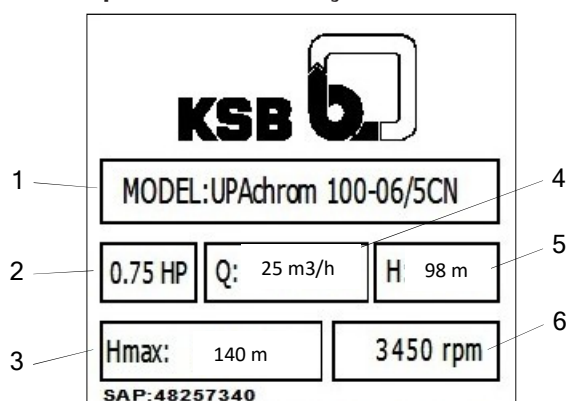 KSB b
1
MODEL:UPAchrom 100-06/5CN
4
2
0.75 HP
Q: 25 m3/h
H: 98 m
5
3
Hmax: 140 m
3450 rpm
6
SAP:48257340